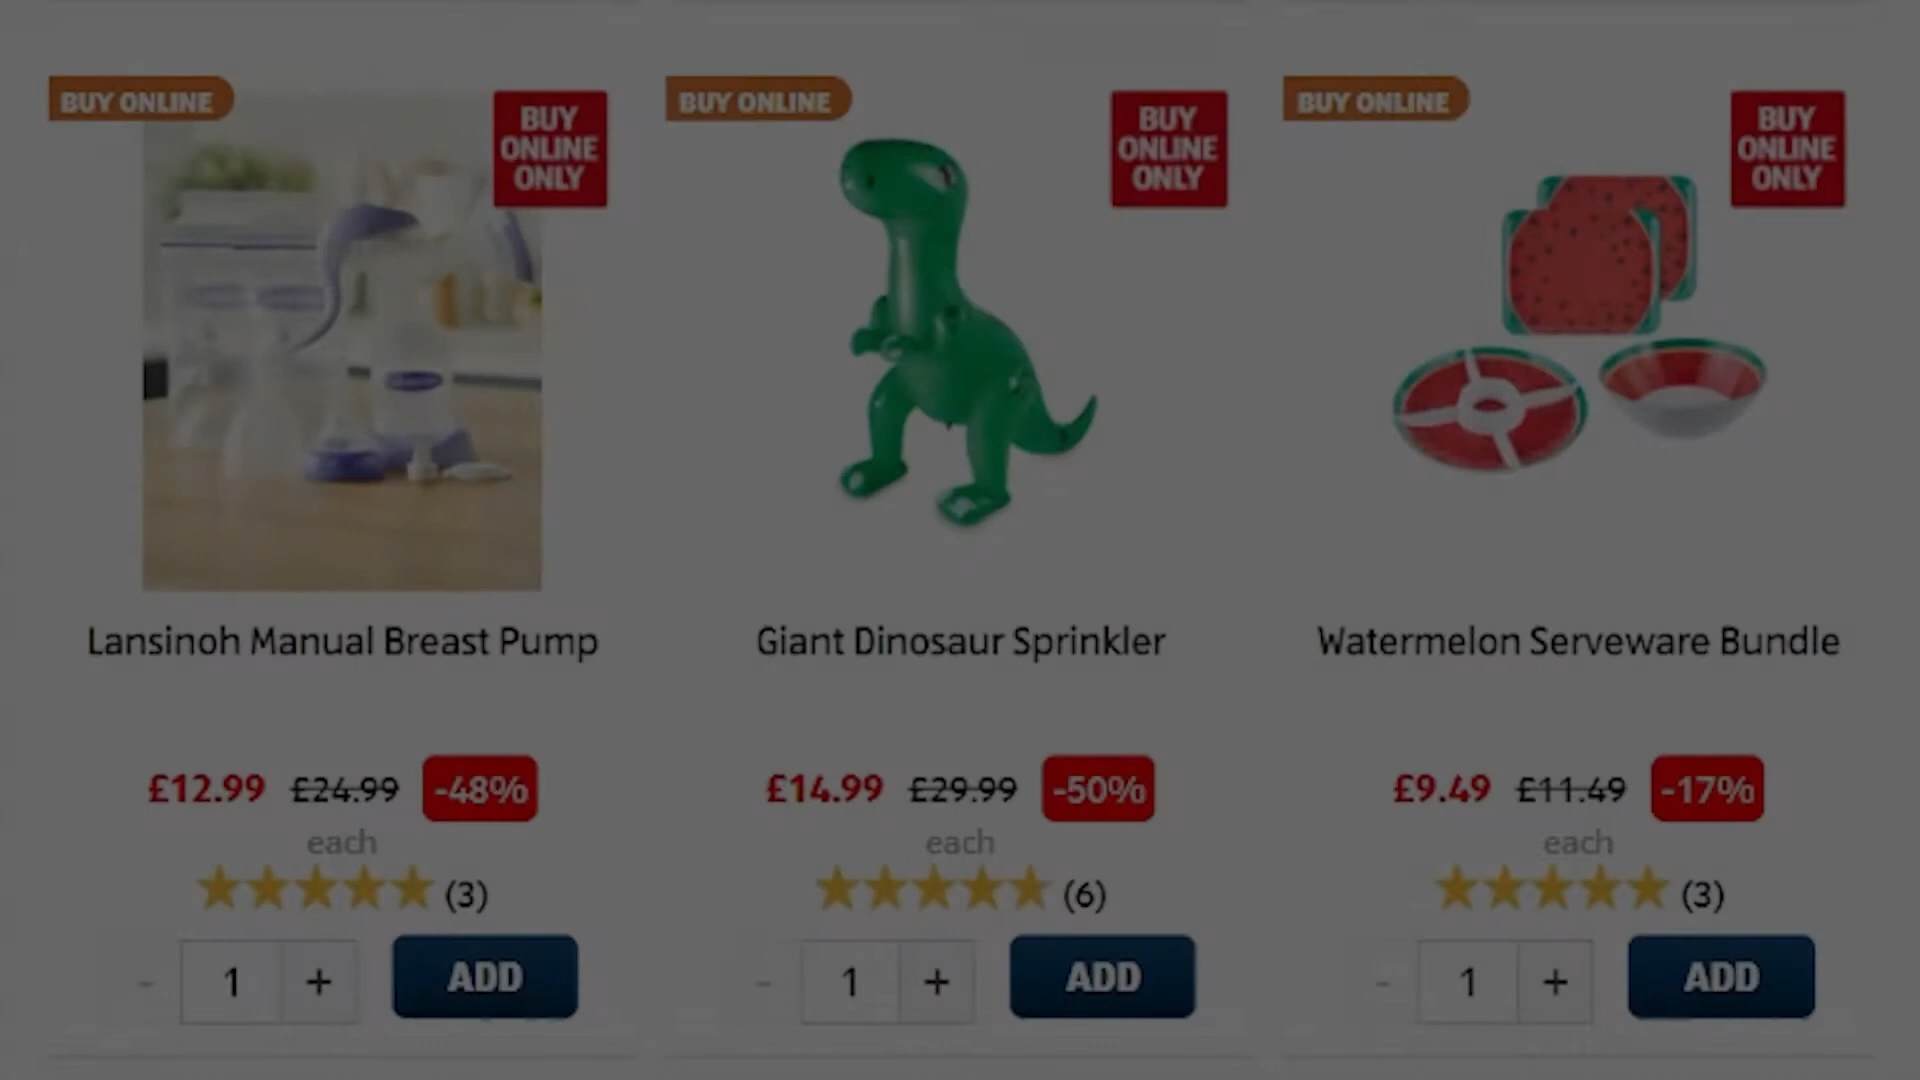 BUY ONLINE
BUY
ONLINE
ONLY
Lansinoh Manual Breast Pump
£12.99 £24.99 -48%
each
(3)
- 1 + ADD
BUY ONLINE
BUY
ONLINE
ONLY
Giant Dinosaur Sprinkler
£14.99 £29.99 -50%
each
(6)
- 1 + ADD
BUY ONLINE
BUY
ONLINE
ONLY
Watermelon Serveware Bundle
£9.49 £11.49 -17%
each
(3)
- 1 + ADD